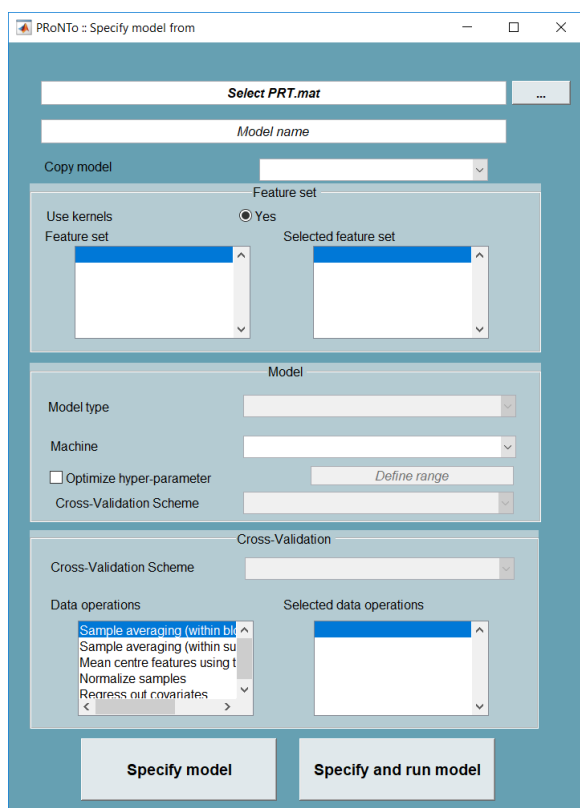 PRoNTo :: Specify model from
Select PRT.mat
...
Model name
Copy model
Feature set
Use kernels
Yes
Feature set
Selected feature set
Model
Model type
Machine
Optimize hyper-parameter
Define range
Cross-Validation Scheme
Cross-Validation
Cross-Validation Scheme
Data operations
Selected data operations
Sample averaging (within blo
Sample averaging (within su
Mean centre features using t
Normalize samples
Regress out covariates
Specify model
Specify and run model